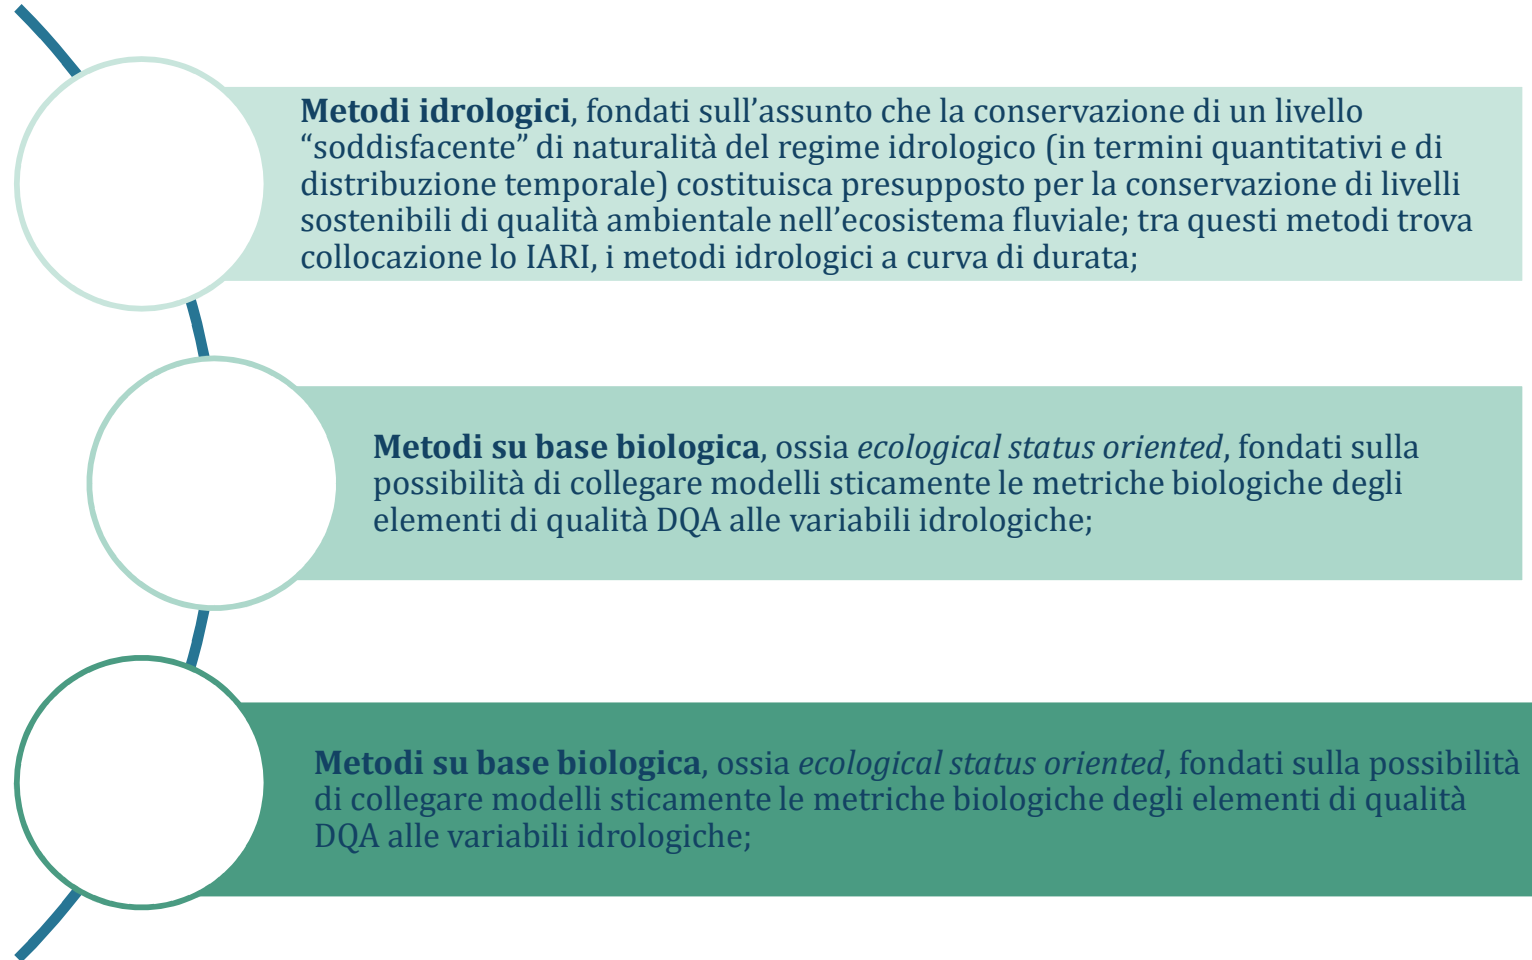 Metodi idrologici, fondati sull’assunto che la conservazione di un livello
“soddisfacente” di naturalità del regime idrologico (in termini quantitativi e di
distribuzione temporale) costituisca presupposto per la conservazione di livelli
sostenibili di qualità ambientale nell’ecosistema fluviale; tra questi metodi trova
collocazione lo IARI, i metodi idrologici a curva di durata;
Metodi su base biologica, ossia ecological status oriented, fondati sulla
possibilità di collegare modelli sticamente le metriche biologiche degli
elementi di qualità DQA alle variabili idrologiche;
Metodi su base biologica, ossia ecological status oriented, fondati sulla possibilità
di collegare modelli sticamente le metriche biologiche degli elementi di qualità
DQA alle variabili idrologiche;